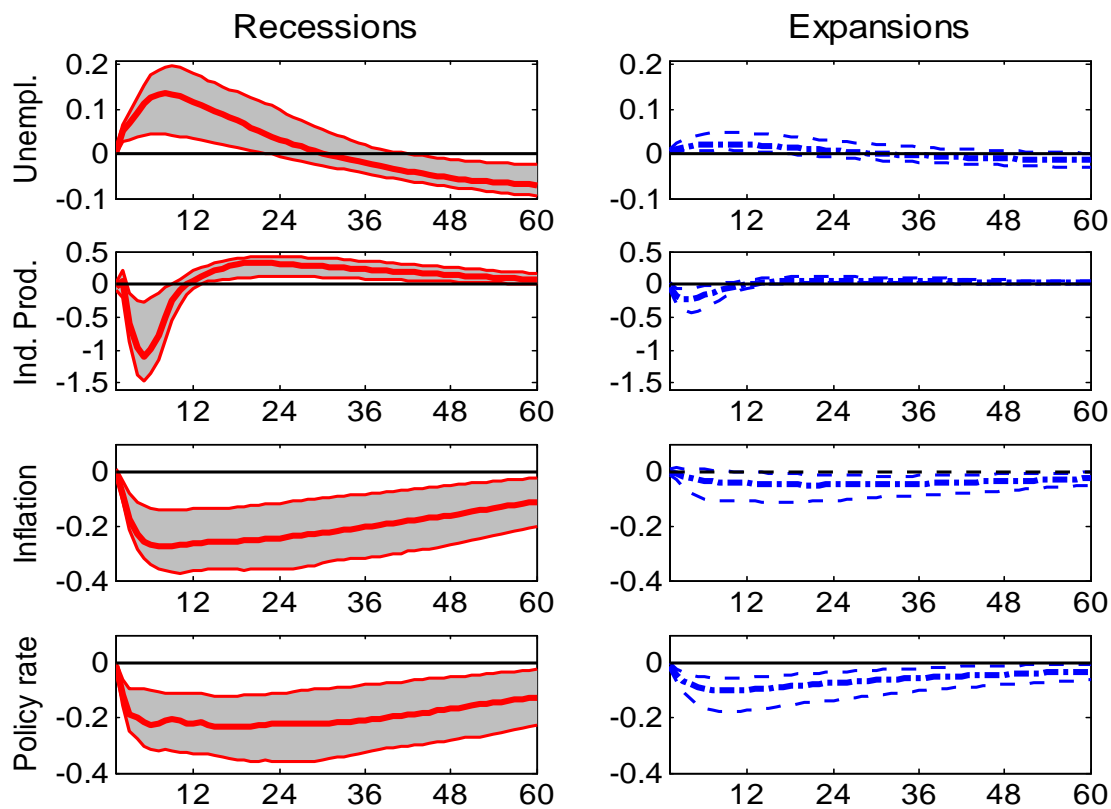 Recessions Expansions
Unempl.
0.2 0.2
0.1 0.1
0 0
-0.1 -0.1
12 24 36 48 60 12 24 36 48 60
Ind. Prod.
0.5 0.5
0 0
-0.5 -0.5
-1 -1
-1.5 -1.5
12 24 36 48 60 12 24 36 48 60
Inflation
0 0
-0.2 -0.2
-0.4 -0.4
12 24 36 48 60 12 24 36 48 60
Policy rate
0 0
-0.2 -0.2
-0.4 -0.4
12 24 36 48 60 12 24 36 48 60